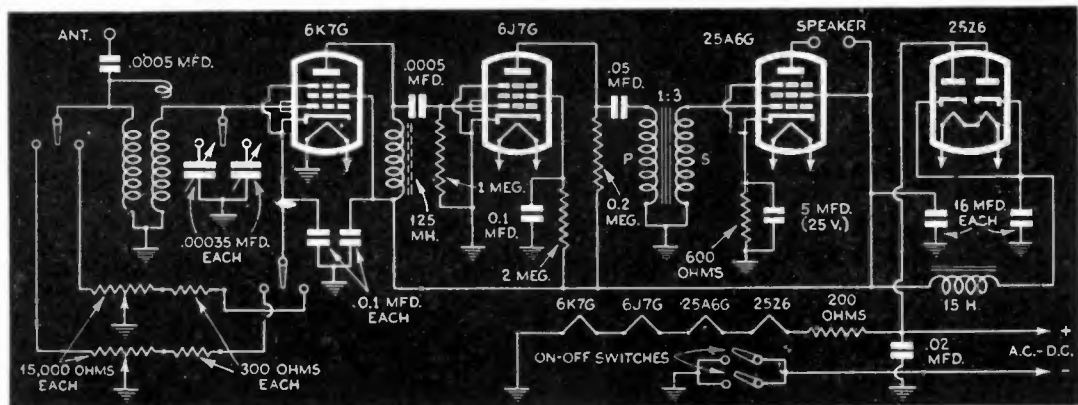 ANT.
.0005 MFD.
6K7G
.0005
MFD.
6J7G
.05
MFD.
1:3
25A6G
SPEAKER
25Z6
P
S
.00035 MFD.
EACH
125
MH.
1 MEG.
0.1
MFD.
2 MEG.
0.2
MEG.
600
OHMS
5 MFD.
(25 V.)
16 MFD.
EACH
15 H.
0.1 MFD.
EACH
15,000 OHMS
EACH
300 OHMS
EACH
6K7G
6J7G
25A6G
25Z6
200
OHMS
ON-OFF SWITCHES
.02
MFD.
+
A.C.-D.C.
-